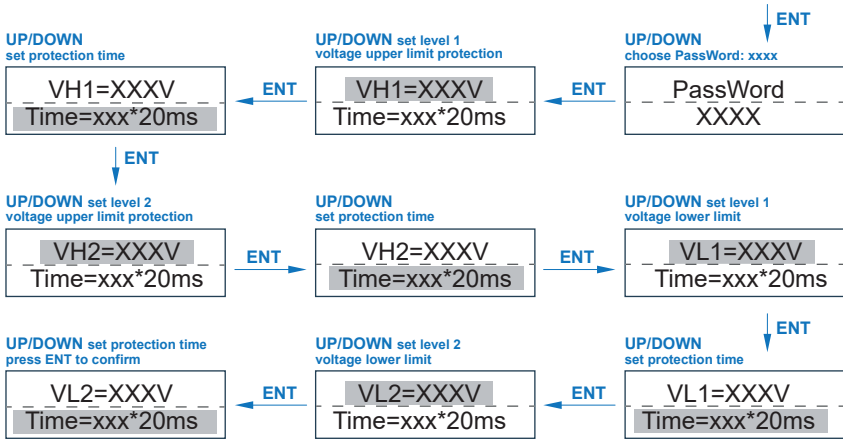 ENT
UP/DOWN
set protection time
VH1=XXXV
Time=xxx*20ms
ENT
UP/DOWN set level 1
voltage upper limit protection
VH1=XXXV
Time=xxx*20ms
ENT
UP/DOWN
choose PassWord: xxxx
PassWord
XXXX
ENT
UP/DOWN set level 2
voltage upper limit protection
VH2=XXXV
Time=xxx*20ms
ENT
UP/DOWN
set protection time
VH2=XXXV
Time=xxx*20ms
ENT
UP/DOWN set level 1
voltage lower limit
VL1=XXXV
Time=xxx*20ms
ENT
UP/DOWN set protection time
press ENT to confirm
VL2=XXXV
Time=xxx*20ms
ENT
UP/DOWN set level 2
voltage lower limit
VL2=XXXV
Time=xxx*20ms
ENT
UP/DOWN
set protection time
VL1=XXXV
Time=xxx*20ms